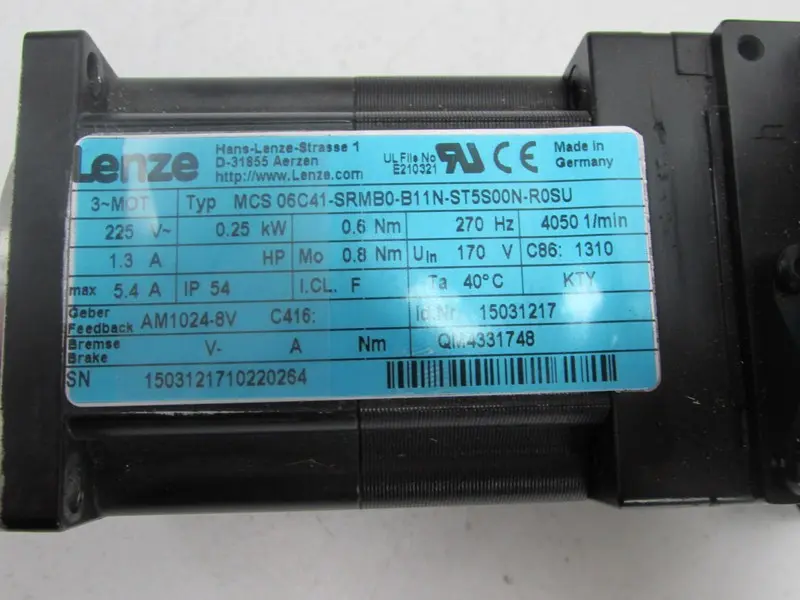 Lenze Hans-Lenze-Strasse 1 D-31855 Aerzen http://www.Lenze.com UL File No E210321 RU CE Made in Germany
3~MOT Typ MCS 06C41-SRMB0-B11N-ST5S00N-R0SU
225 V~ 0.25 kW 0.6 Nm 270 Hz 4050 1/min
1.3 A HP Mo 0.8 Nm UIn 170 V C86: 1310
max 5.4 A IP 54 I.CL. F Ta 40°C KTY
Geber Feedback AM1024-8V C416: Id.Nr. 15031217
Bremse Brake V- A Nm QM4331748
SN 1503121710220264